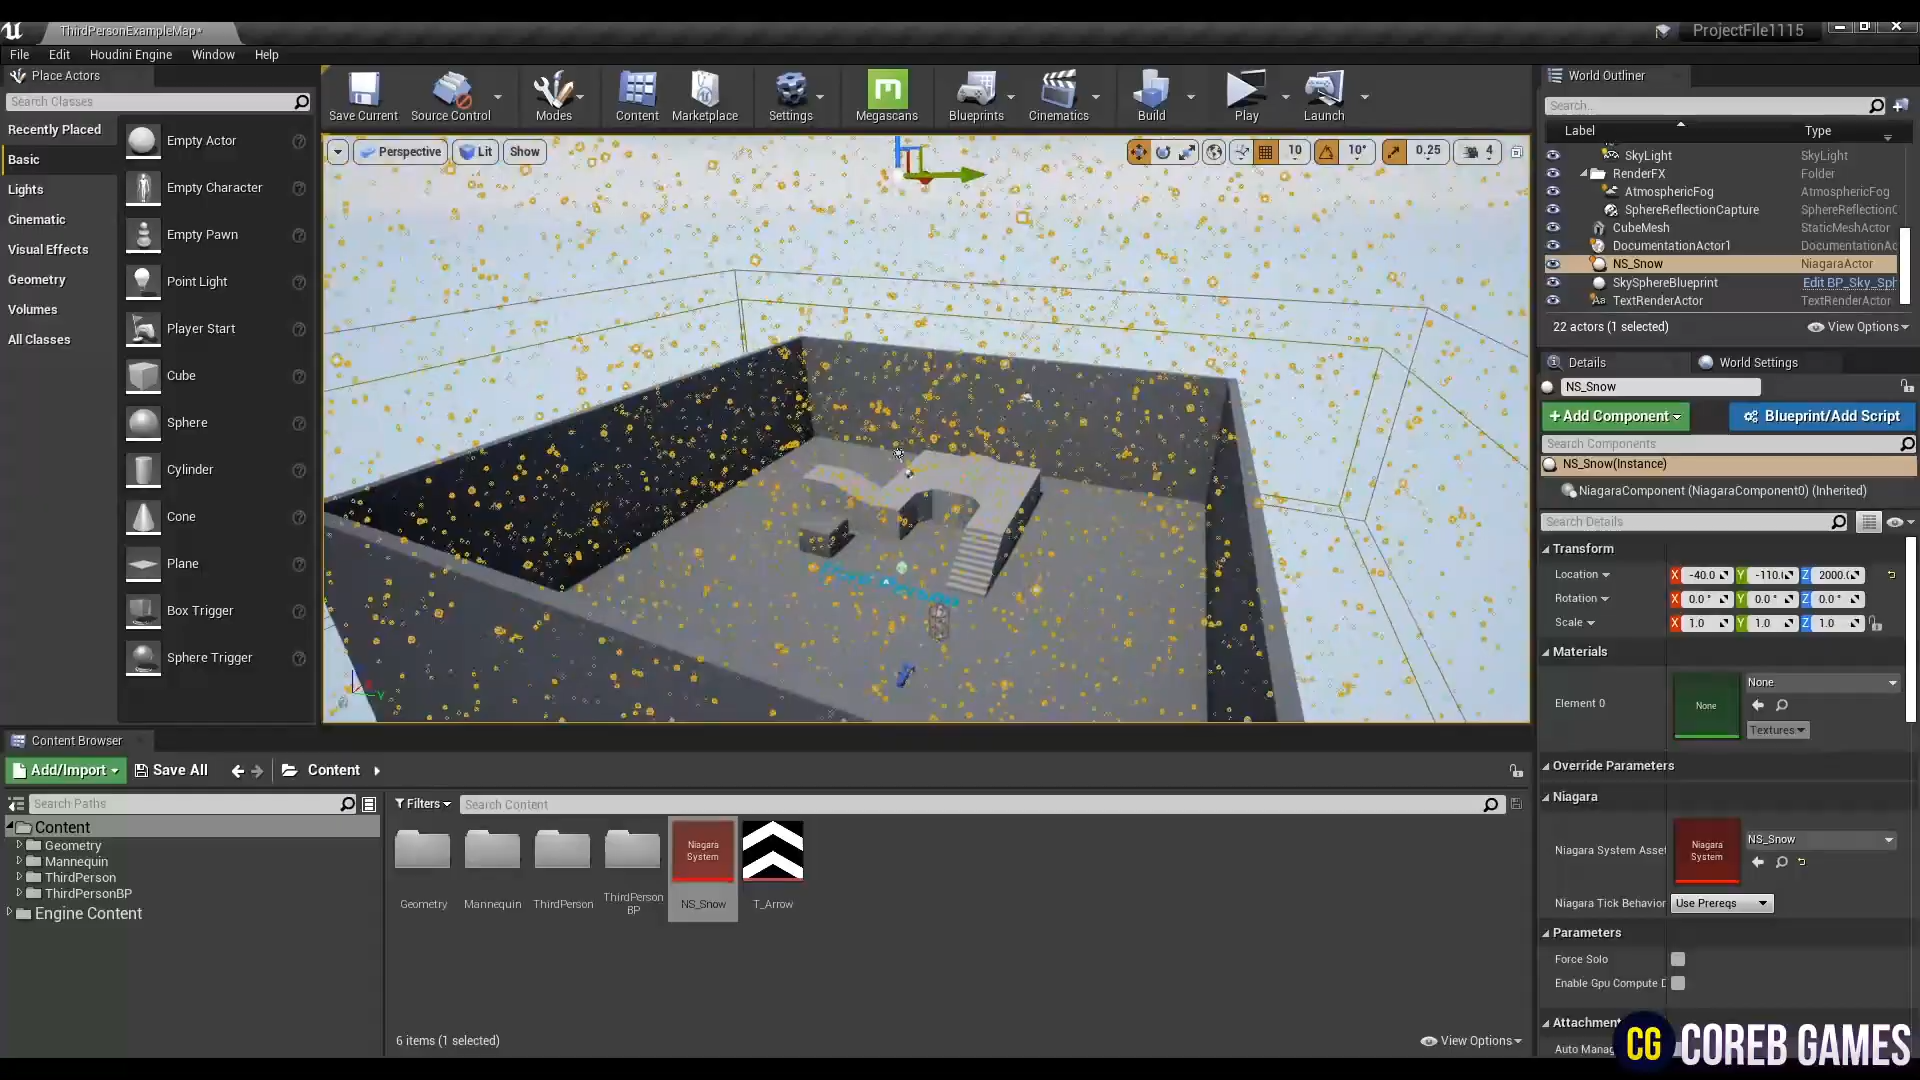 ThirdPersonExampleMap*
ProjectFile1115
File Edit Houdini Engine Window Help
Place Actors
Search Classes
Recently Placed
Basic
Lights
Cinematic
Visual Effects
Geometry
Volumes
All Classes
Empty Actor
Empty Character
Empty Pawn
Point Light
Player Start
Cube
Sphere
Cylinder
Cone
Plane
Box Trigger
Sphere Trigger
Save Current Source Control Modes Content Marketplace Settings Megascans Blueprints Cinematics Build Play Launch
Perspective Lit Show
10 10° 0.25 4
World Outliner
Search...
Label Type
SkyLight SkyLight
RenderFX Folder
AtmosphericFog AtmosphericFog
SphereReflectionCapture SphereReflectionC
CubeMesh StaticMeshActor
DocumentationActor1 DocumentationAc
NS_Snow NiagaraActor
SkySphereBlueprint Edit BP_Sky_Sph
TextRenderActor TextRenderActor
22 actors (1 selected) View Options
Details World Settings
NS_Snow
+Add Component Blueprint/Add Script
Search Components
NS_Snow(Instance)
NiagaraComponent (NiagaraComponent0) (Inherited)
Search Details
Transform
Location X -40.0 Y -110.( Z 2000.(
Rotation X 0.0° Y 0.0° Z 0.0°
Scale X 1.0 Y 1.0 Z 1.0
Materials
Element 0 None None
Textures
Override Parameters
Niagara
Niagara System Asset Niagara System NS_Snow
Niagara Tick Behavior Use Prereqs
Parameters
Force Solo
Enable Gpu Compute D
Attachment
Auto Manag
Content Browser
Add/Import Save All Content
Search Paths
Content
Geometry
Mannequin
ThirdPerson
ThirdPersonBP
Engine Content
Filters Search Content
Niagara
System
Geometry Mannequin ThirdPerson ThirdPerson BP NS_Snow T_Arrow
6 items (1 selected) View Options
CG COREB GAMES